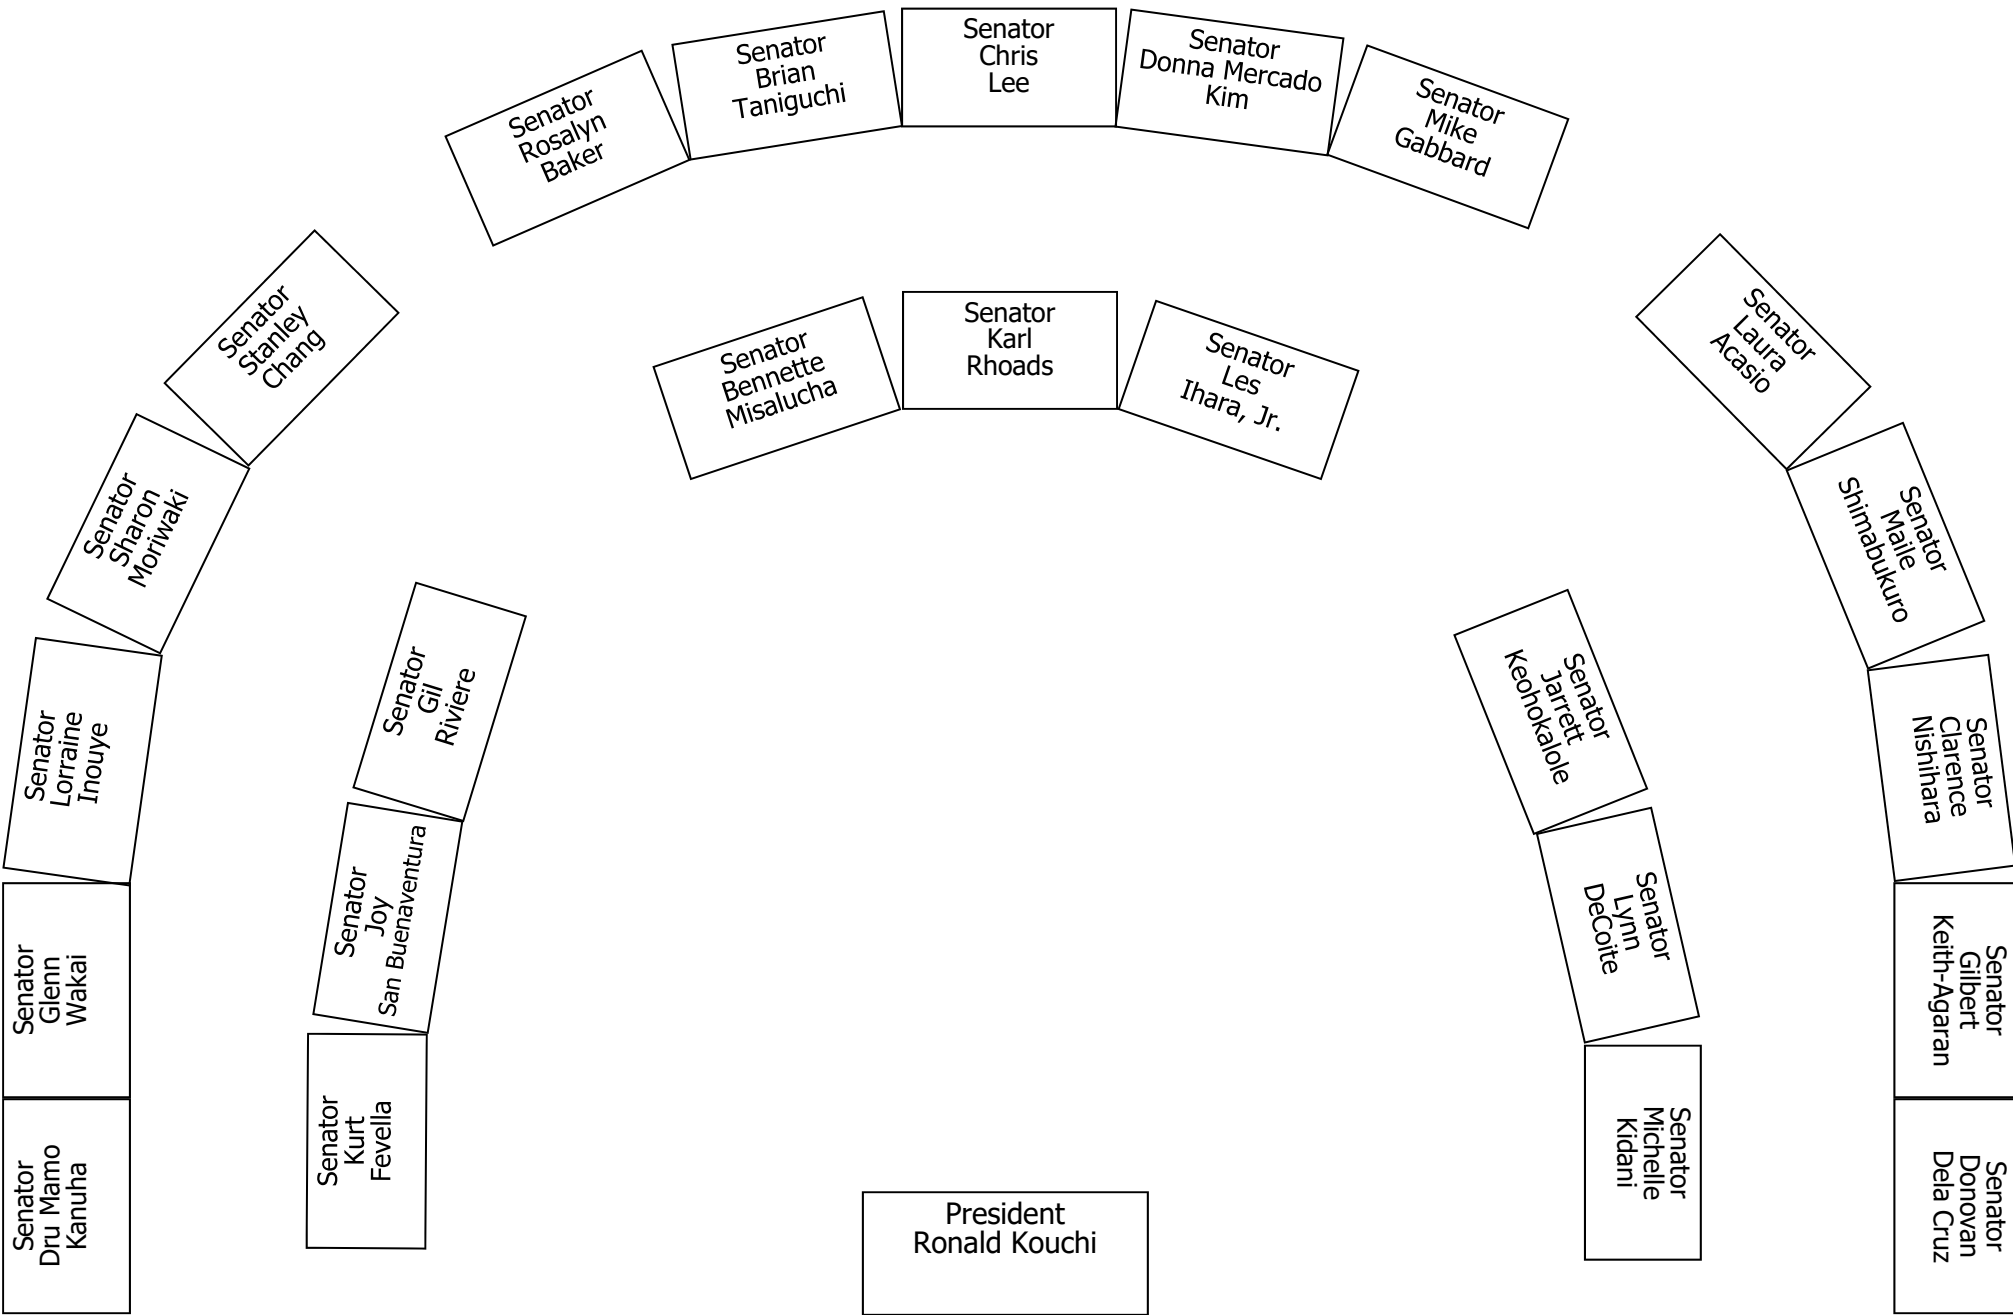 Senator
Rosalyn
Baker
Senator
Brian
Taniguchi
Senator
Chris
Lee
Senator
Donna Mercado
Kim
Senator
Mike
Gabbard
Senator
Stanley
Chang
Senator
Bennette
Misalucha
Senator
Karl
Rhoads
Senator
Les
Ihara, Jr.
Senator
Laura
Acasio
Senator
Sharon
Moriwaki
Senator
Maile
Shimabukuro
Senator
Lorraine
Inouye
Senator
Gil
Riviere
Senator
Jarrett
Keohokalole
Senator
Clarence
Nishihara
Senator
Glenn
Wakai
Senator
Joy
San Buenaventura
Senator
Lynn
DeCoite
Senator
Gilbert
Keith-Agaran
Senator
Dru Mamo
Kanuha
Senator
Kurt
Fevella
President
Ronald Kouchi
Senator
Michelle
Kidani
Senator
Donovan
Dela Cruz